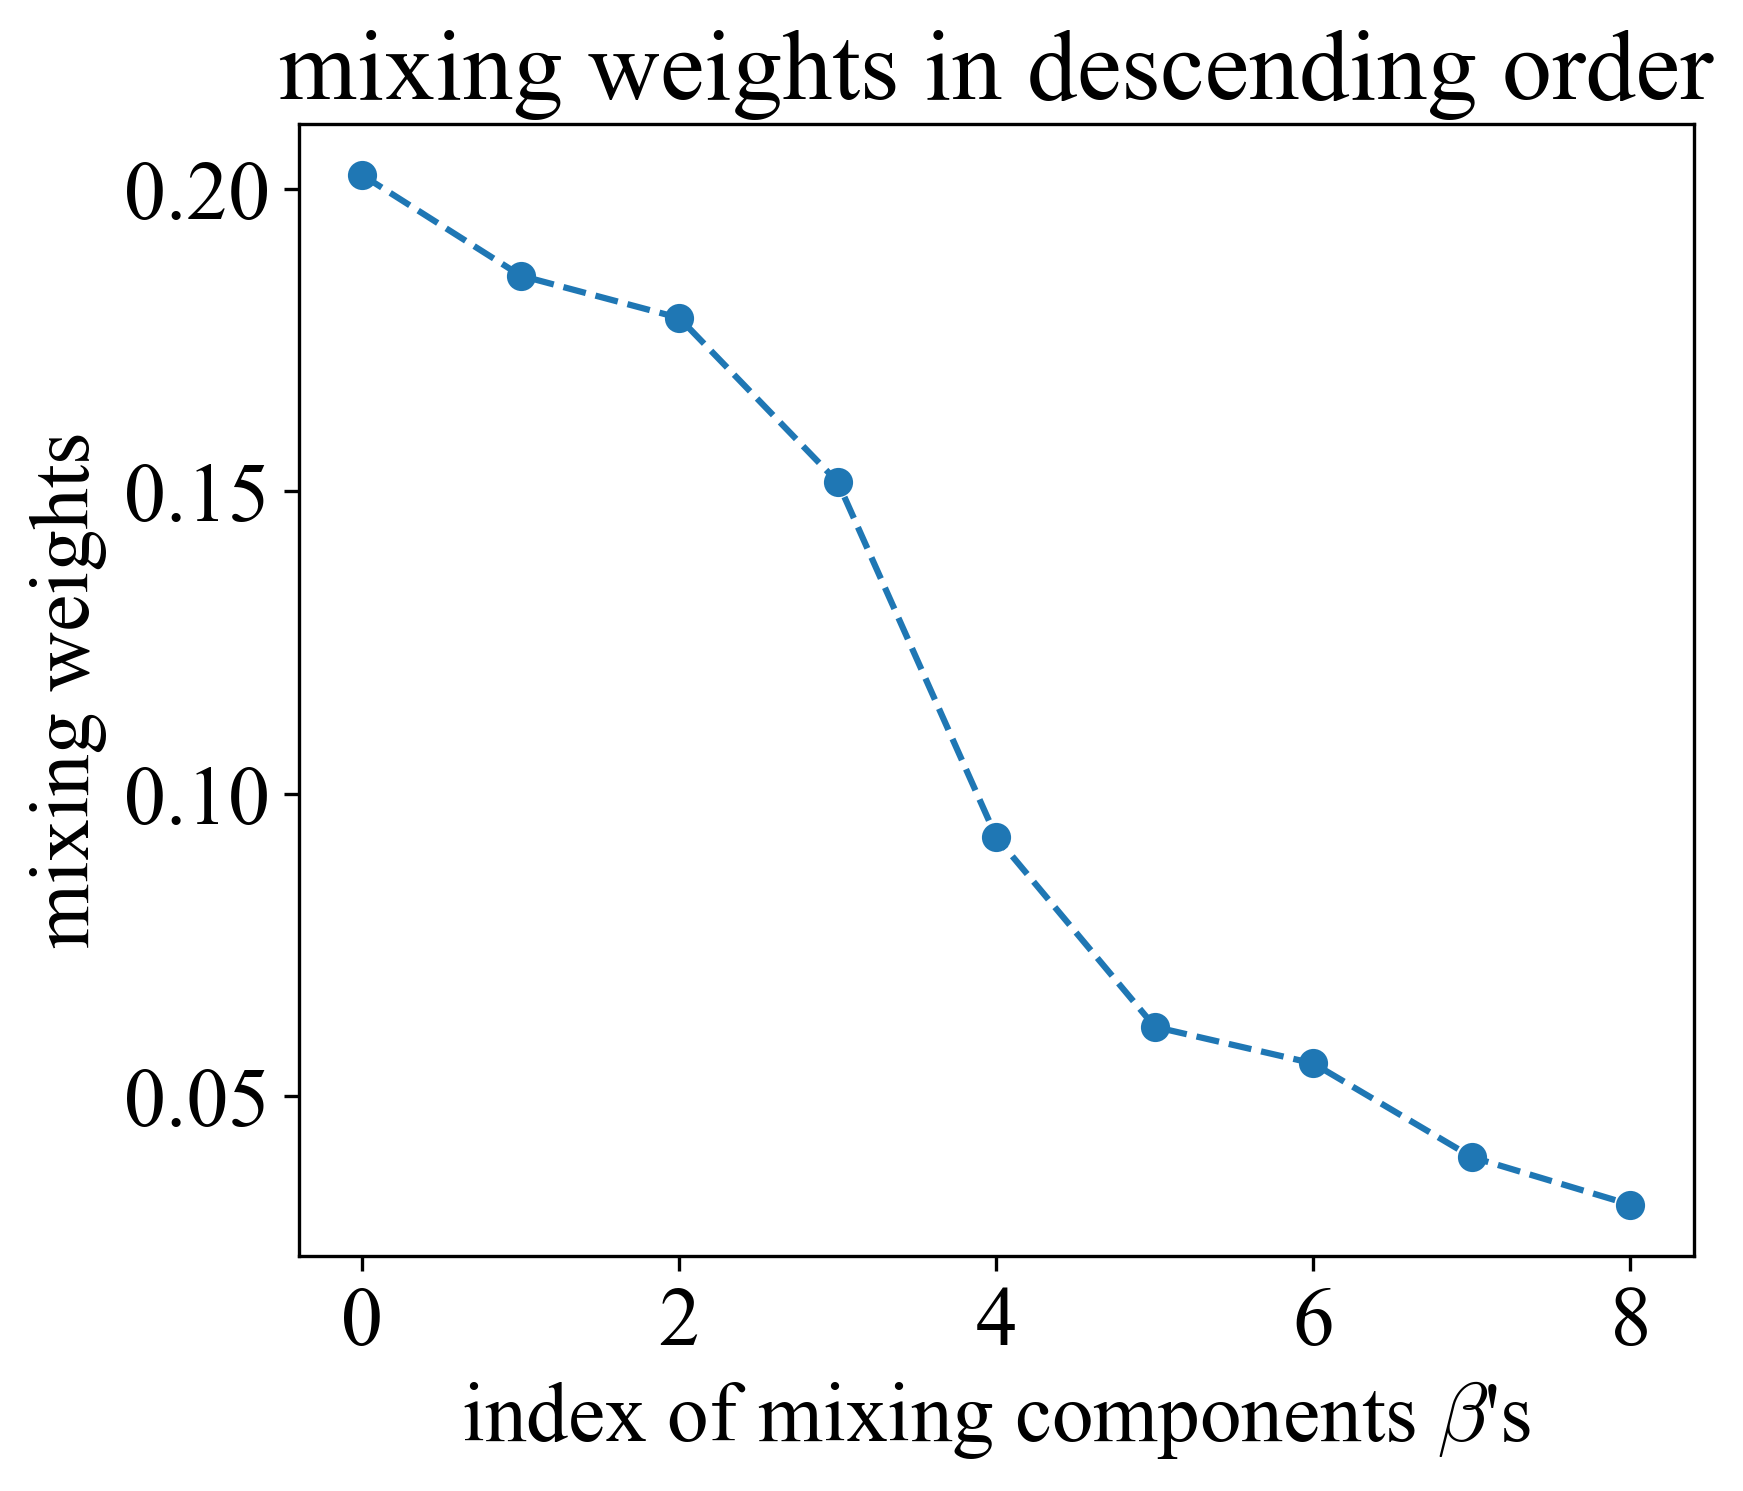 mixing weights in descending order
mixing weights
0.20
0.15
0.10
0.05
0 2 4 6 8
index of mixing components β's